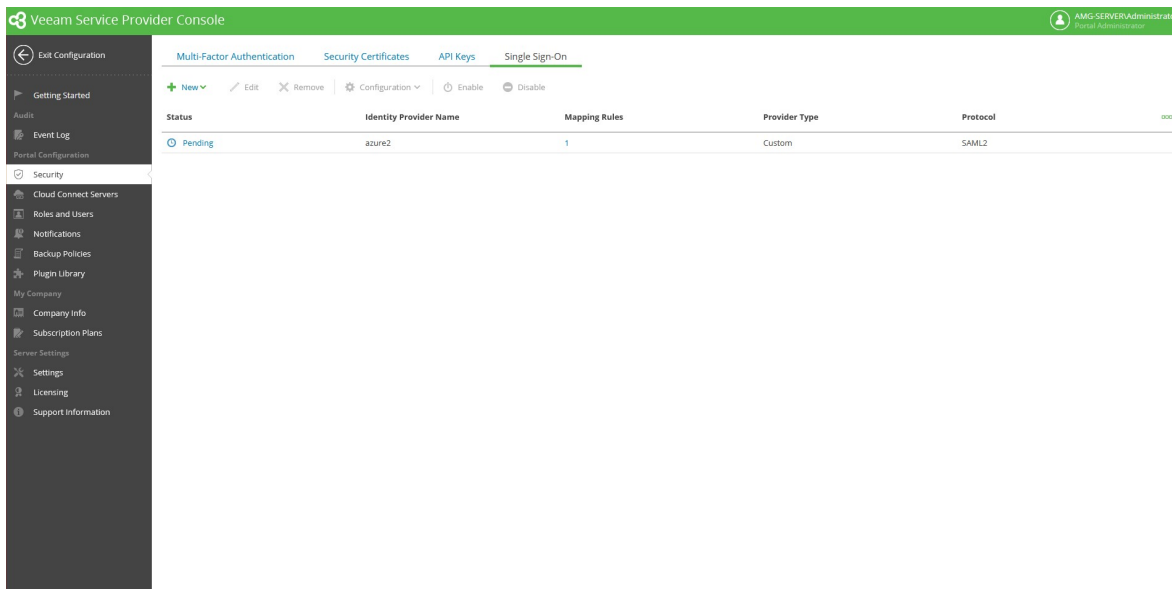 Veeam Service Provider Console
AMG-SERVER\Administrat
Portal Administrator
Exit Configuration
Multi-Factor Authentication Security Certificates API Keys Single Sign-On
New Edit Remove Configuration Enable Disable
Getting Started
Audit
Event Log
Portal Configuration
Security
Cloud Connect Servers
Roles and Users
Notifications
Backup Policies
Plugin Library
My Company
Company Info
Subscription Plans
Server Settings
Settings
Licensing
Support Information
Status Identity Provider Name Mapping Rules Provider Type Protocol
Pending azure2 1 Custom SAML2